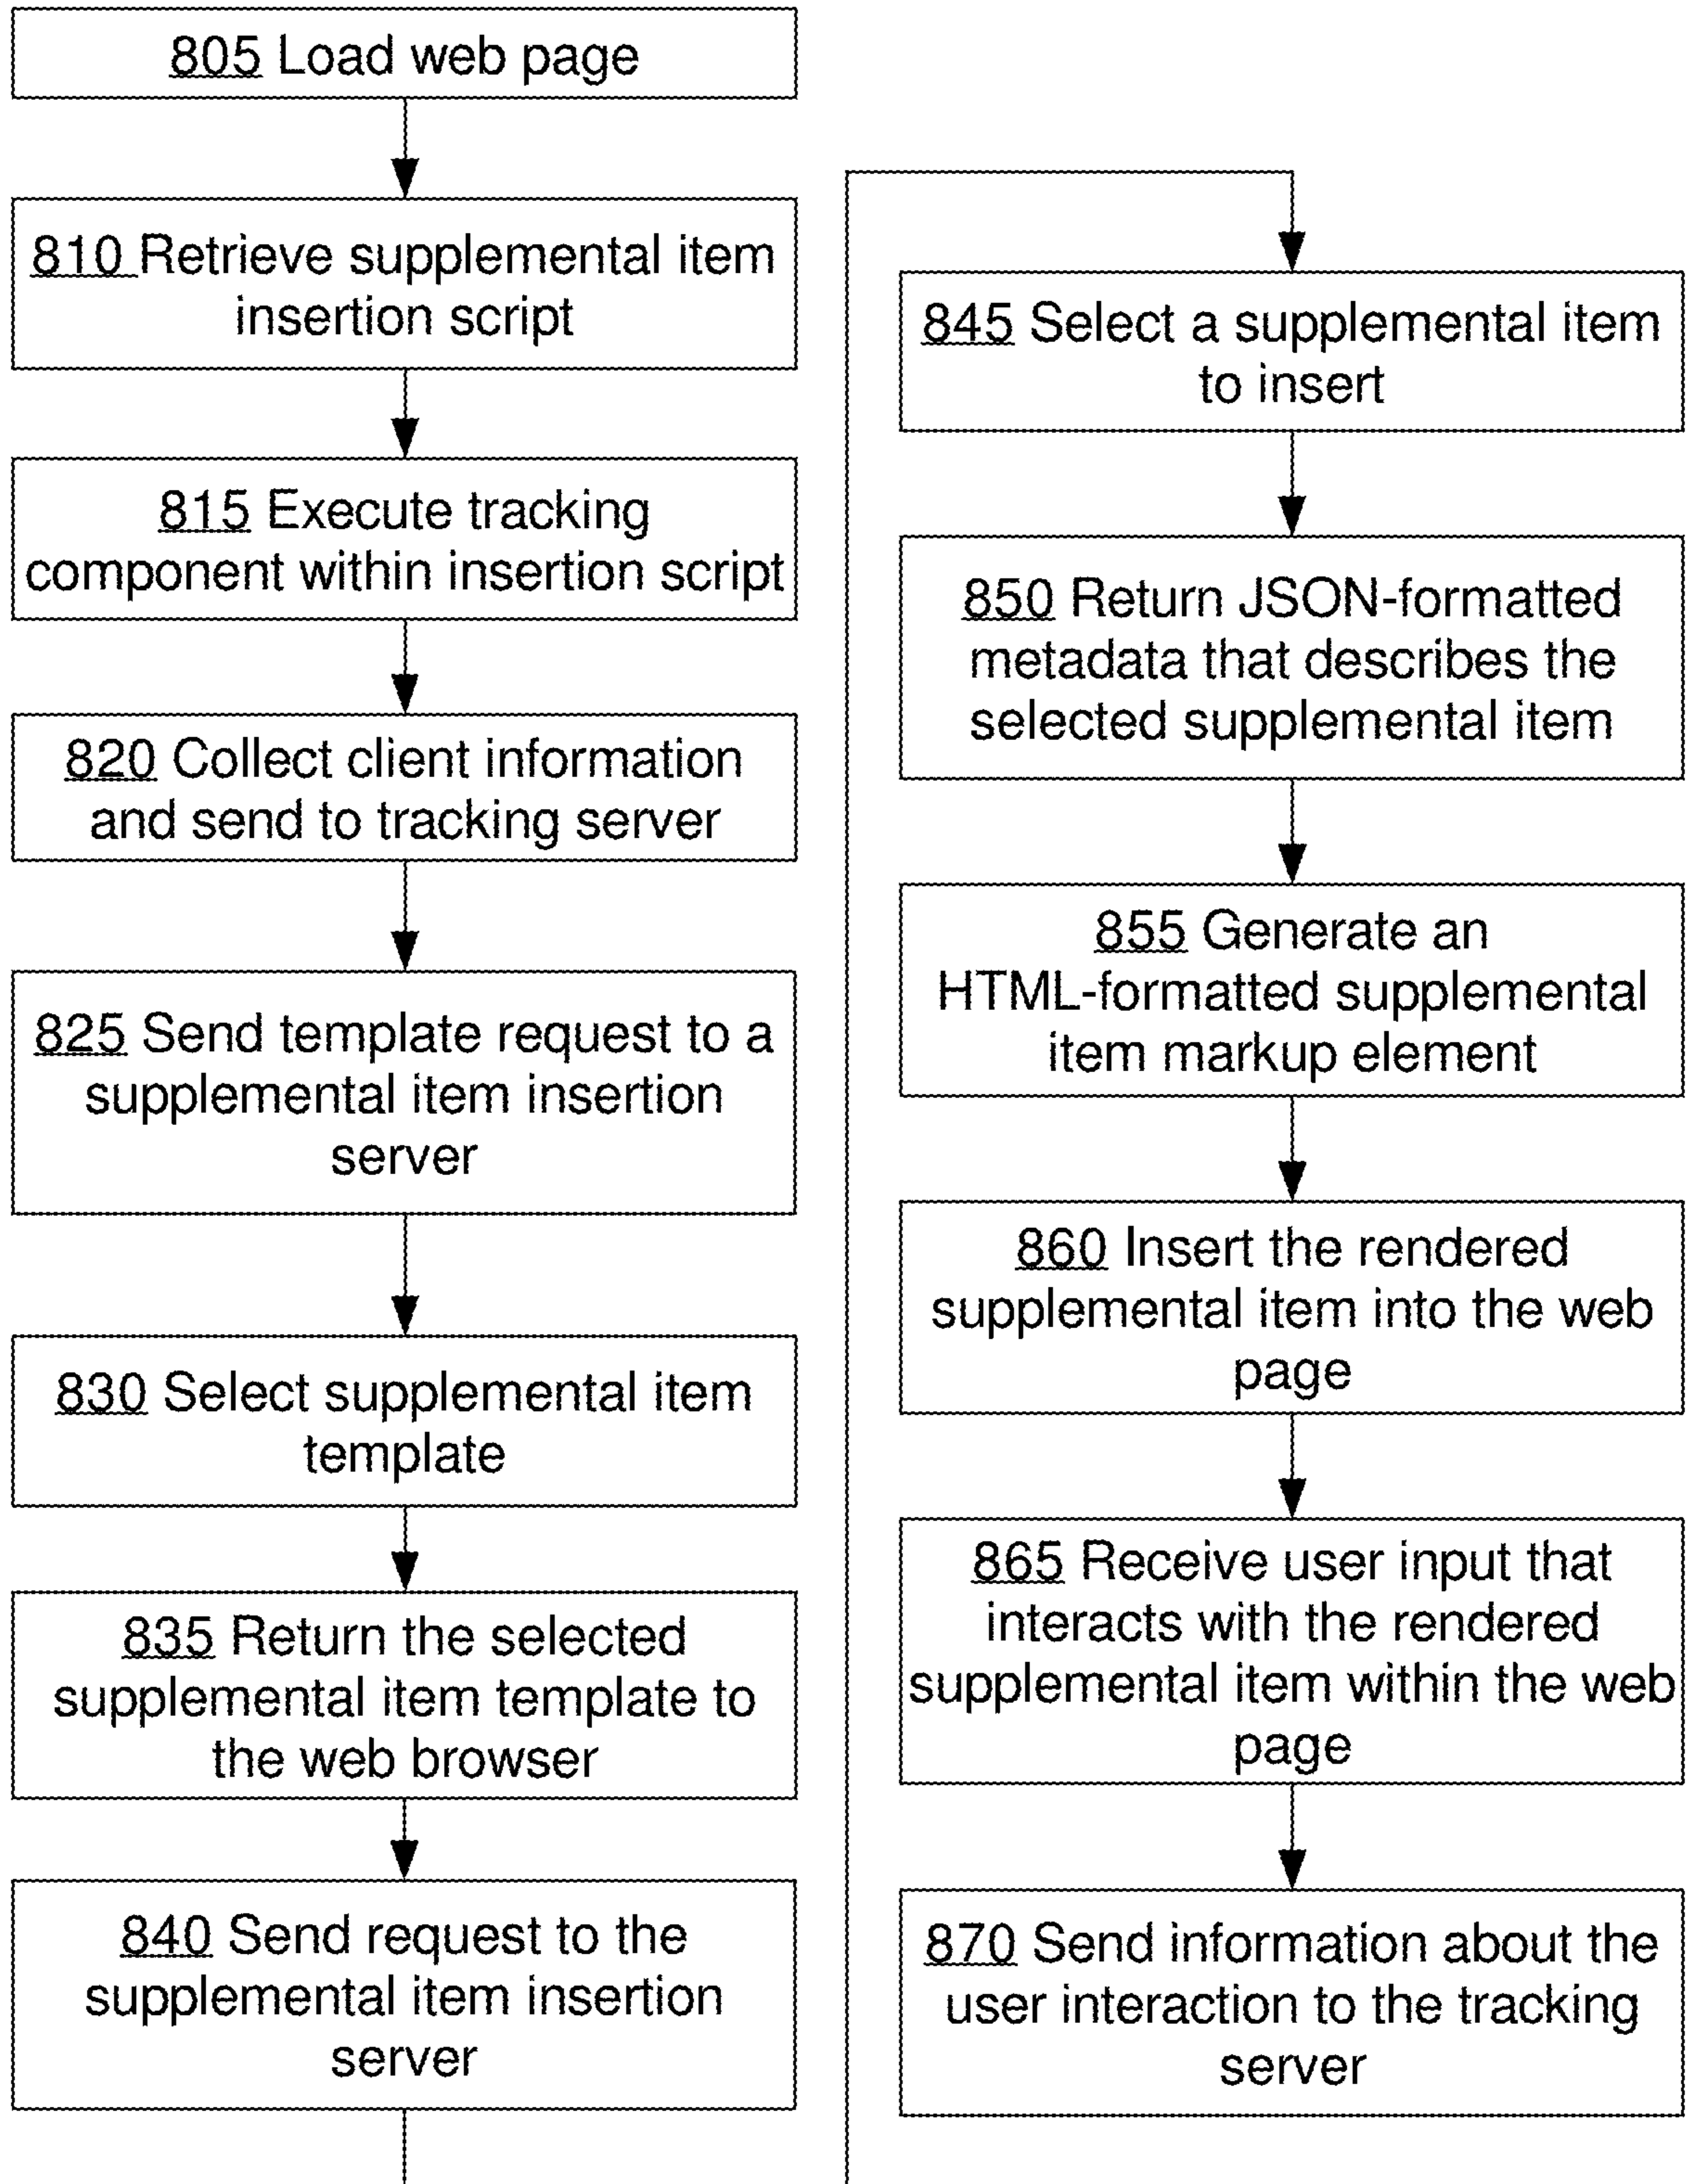 805 Load web page
810 Retrieve supplemental item
insertion script
815 Execute tracking
component within insertion script
820 Collect client information
and send to tracking server
825 Send template request to a
supplemental item insertion
server
830 Select supplemental item
template
835 Return the selected
supplemental item template to
the web browser
840 Send request to the
supplemental item insertion
server
845 Select a supplemental item
to insert
850 Return JSON-formatted
metadata that describes the
selected supplemental item
855 Generate an
HTML-formatted supplemental
item markup element
860 Insert the rendered
supplemental item into the web
page
865 Receive user input that
interacts with the rendered
supplemental item within the web
page
870 Send information about the
user interaction to the tracking
server